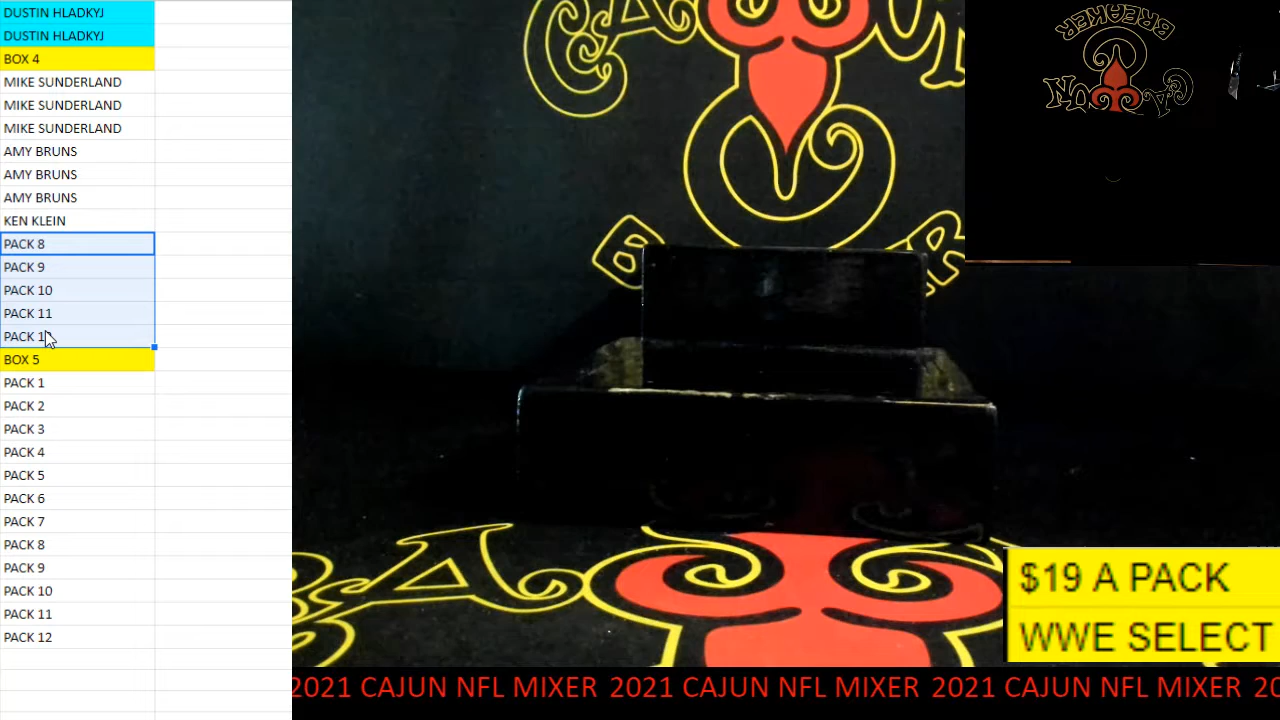 DUSTIN HLADKYJ
DUSTIN HLADKYJ
BOX 4
MIKE SUNDERLAND
MIKE SUNDERLAND
MIKE SUNDERLAND
AMY BRUNS
AMY BRUNS
AMY BRUNS
KEN KLEIN
PACK 8
PACK 9
PACK 10
PACK 11
PACK
BOX 5
PACK 1
PACK 2
PACK 3
PACK 4
PACK 5
PACK 6
PACK 7
PACK 8
PACK 9
PACK 10
PACK 11
PACK 12
CAJUN
BREAKER
$19 A PACK
WWE SELECT
2021 CAJUN NFL MIXER 2021 CAJUN NFL MIXER 2021 CAJUN NFL MIXER 20